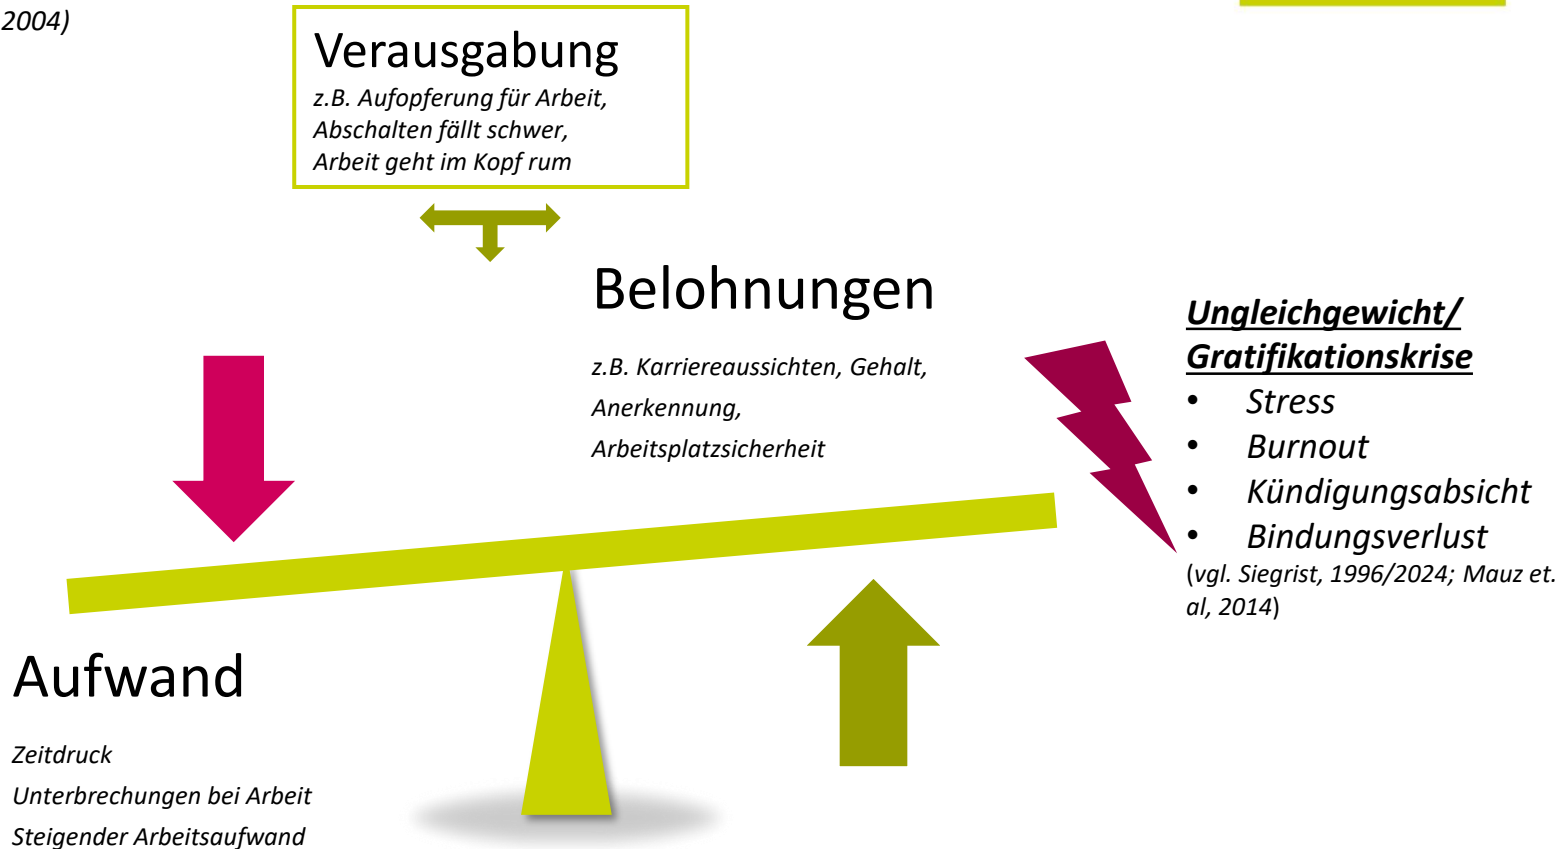 2004)
Verausgabung
z.B. Aufopferung für Arbeit,
Abschalten fällt schwer,
Arbeit geht im Kopf rum
Belohnungen
z.B. Karriereaussichten, Gehalt,
Anerkennung,
Arbeitsplatzsicherheit
Ungleichgewicht/
Gratifikationskrise
• Stress
• Burnout
• Kündigungsabsicht
• Bindungsverlust
(vgl. Siegrist, 1996/2024; Mauz et.
al, 2014)
Aufwand
Zeitdruck
Unterbrechungen bei Arbeit
Steigender Arbeitsaufwand